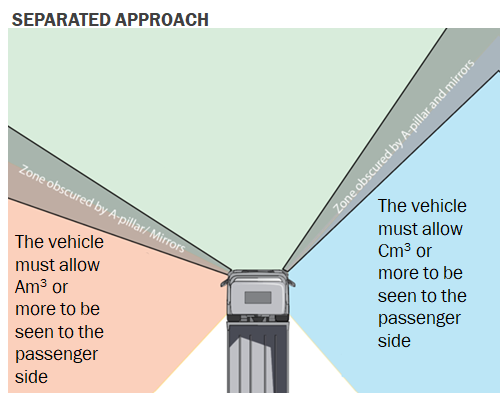 SEPARATED APPROACH
Zone obscured by A-pillar/ Mirrors
Zone obscured by A-pillar and mirrors
The vehicle
must allow
Am³ or
more to be
seen to the
passenger
side
The vehicle
must allow
Cm³ or
more to be
seen to the
passenger
side